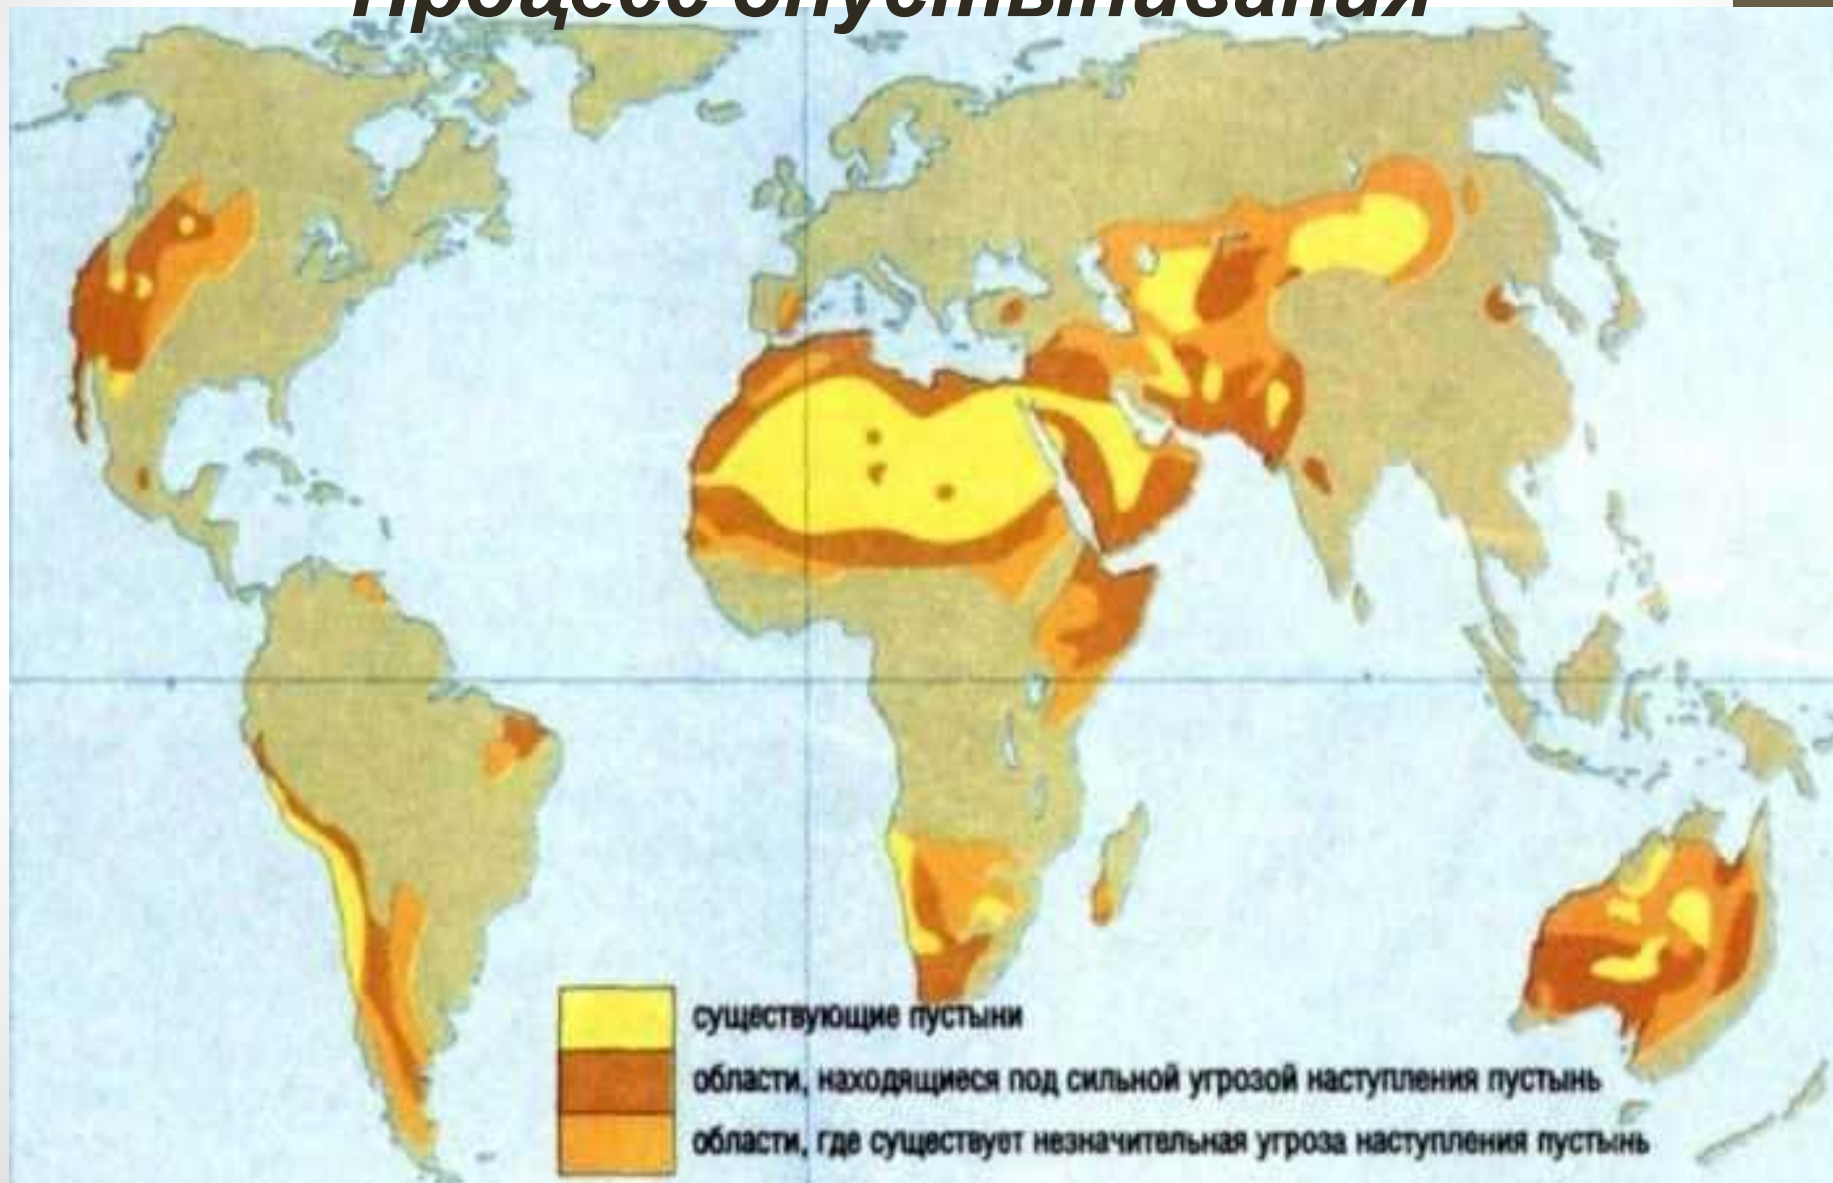 Процесс опустынивания
существующие пустыни
области, находящиеся под сильной угрозой наступления пустынь
области, где существует незначительная угроза наступления пустынь